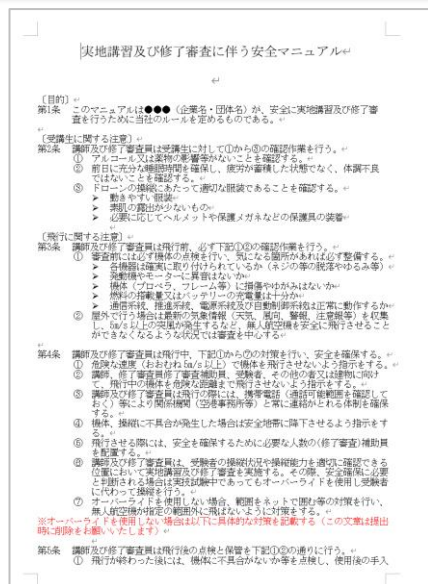 実地講習及び修了審査に伴う安全マニュアル
〔目的〕
第1条　このマニュアルは●●●（企業名・団体名）が、安全に実地講習及び修了審
査を行うために当社のルールを定めるものである。
〔受講生に関する注意〕
第2条　講師及び修了審査員は受講生に対して①から③の確認作業を行う。
① アルコール又は薬物の影響等がないことを確認する。
② 前日に充分な睡眠時間を確保し、疲労が蓄積した状態でなく、体調不良
ではないことを確認する。
③ ドローンの操縦にあたって適切な服装であることを確認する。
➢ 動きやすい服装
➢ 素肌の露出が少ないもの
➢ 必要に応じてヘルメットや保護メガネなどの保護具の装着
〔飛行に関する注意〕
第3条　講師及び修了審査員は飛行前、必ず下記①②の確認作業を行う。
① 審査前には必ず機体の点検を行い、気になる箇所があれば必ず整備する。
➢ 各機器は確実に取り付けられているか（ネジの等の脱落やゆるみ等）
➢ 発動機やモーターに異音はないか
➢ 機体（プロペラ、フレーム等）に損傷やゆがみはないか
➢ 燃料の搭載量又はバッテリーの充電量は十分か
➢ 通信系統、推進系統、電源系統及び自動制御系統は正常に動作するか
② 屋外で行う場合は最新の気象情報（天気、風向、警報、注意報等）を収集
し、5m/s以上の突風が発生するなど、無人航空機を安全に飛行させること
ができなくなるような状況では審査を中心する
第4条　講師及び修了審査員は飛行中、下記①から⑦の対策を行い、安全を確保する。
① 危険な速度（おおむね5m/s以上）で機体を飛行させないよう指示をする。
② 講師、修了審査員修了審査補助員、受験者、その他の者又は建物に向け
て、飛行中の機体を危険な距離まで飛行させないよう指示する。
③ 講師及び修了審査員は飛行の際には、携帯電話（通話可能範囲を確認して
おく）等により関係機関（空港事務所等）と常に連絡がとれる体制を確保
する。
④ 機体、操縦に不具合が発生した場合は安全地帯に降下させるよう指示をす
る。
⑤ 飛行させる際には、安全を確保するために必要な人数の(修了審査)補助員
を配置する。
⑥ 講師及び修了審査員は、受験者の操縦状況や操縦能力を適切に確認できる
位置において実地講習及び修了審査を実施する。その際、安全確保に必要
と判断される場合は実技試験中であってもオーバーライドを使用し受験者
に代わって操縦を行う。
⑦ オーバーライドを使用しない場合、範囲をネットで囲む等の対策を行い、
無人航空機が指定の範囲外に飛ばないように対策をする。
※オーバーライドを使用しない場合は以下に具体的な対策を記載する（この文章は提出
時に削除をお願いいたします）
第5条　講師及び修了審査員は飛行後の点検と保管を下記①②の通りに行う。
① 飛行が終わった後には、機体に不具合がないか等を点検し、使用後の手入